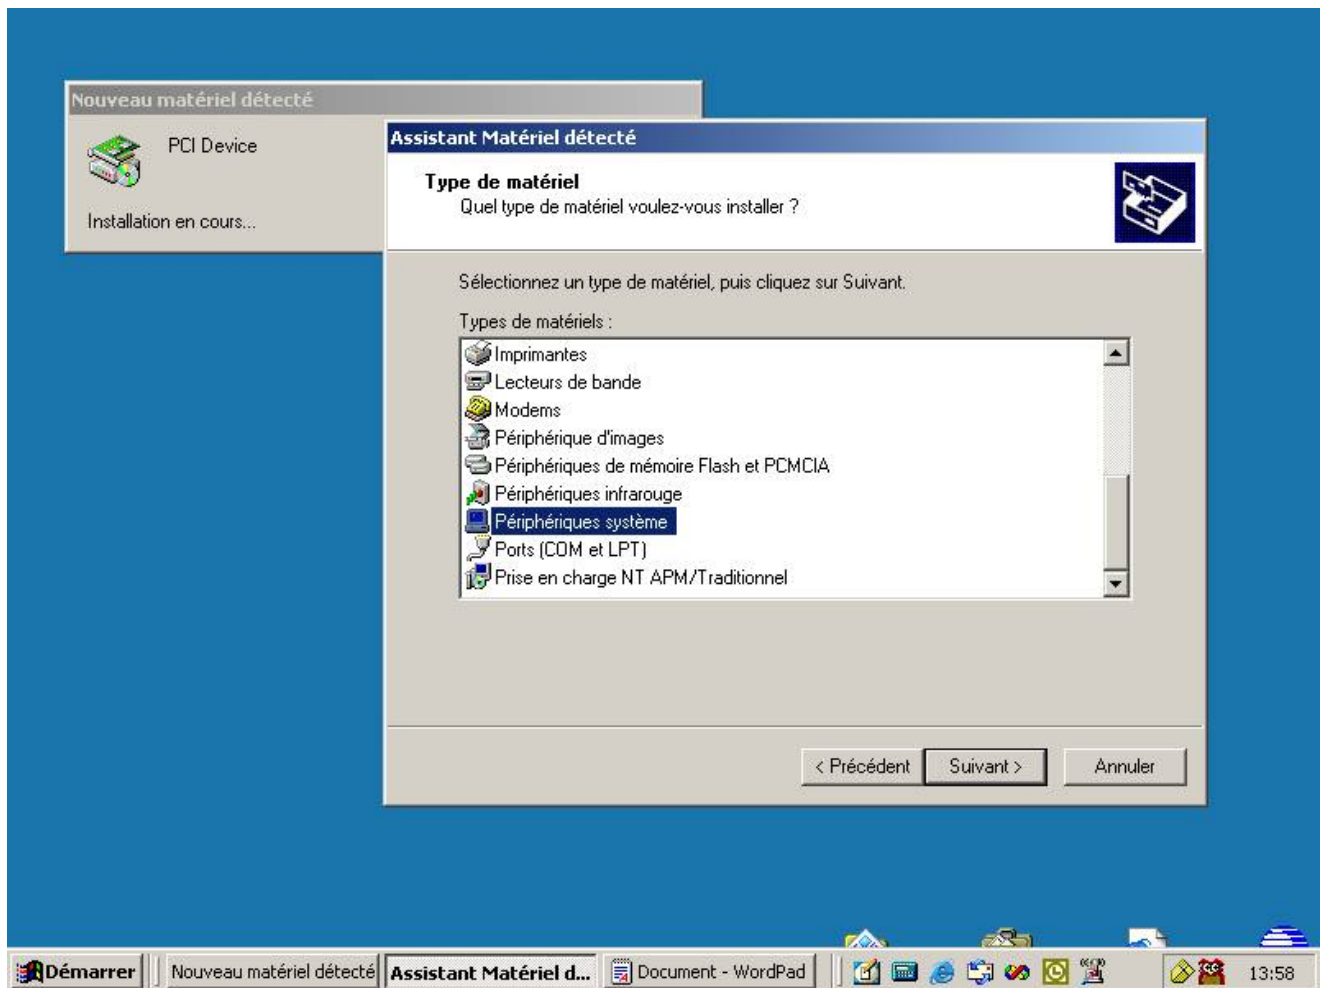 Nouveau matériel détecté
PCI Device
Installation en cours...
Assistant Matériel détecté
Type de matériel
Quel type de matériel voulez-vous installer ?
Sélectionnez un type de matériel, puis cliquez sur Suivant.
Types de matériels :
Imprimantes
Lecteurs de bande
Modems
Périphérique d'images
Périphériques de mémoire Flash et PCMCIA
Périphériques infrarouge
Périphériques système
Ports (COM et LPT)
Prise en charge NT APM/Traditionnel
< Précédent Suivant > Annuler
Démarrer Nouveau matériel détecté Assistant Matériel d... Document - WordPad 13:58